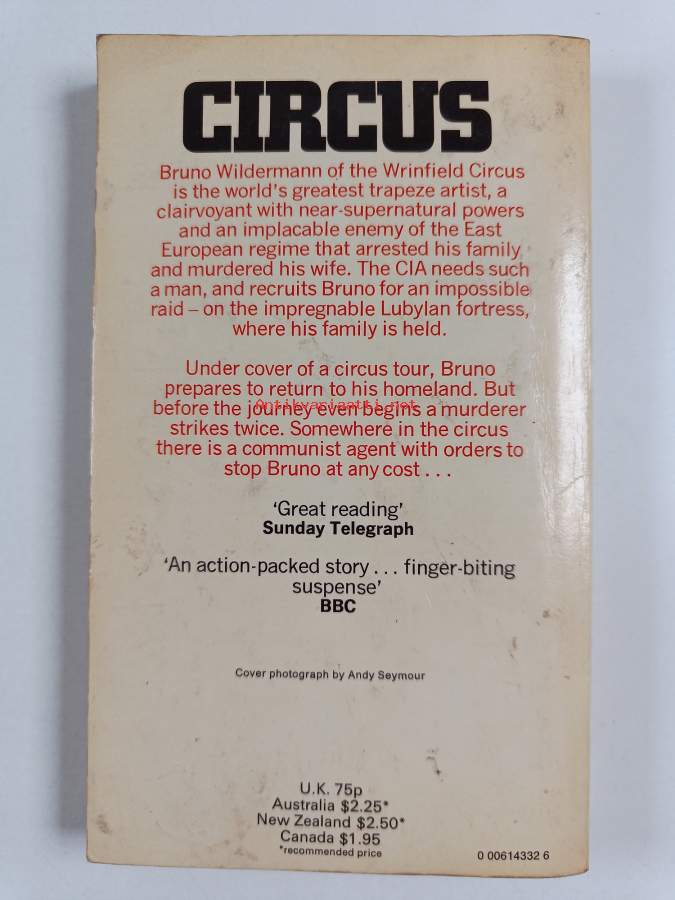 CIRCUS
Bruno Wildermann of the Wrinfield Circus
is the world's greatest trapeze artist, a
clairvoyant with near-supernatural powers
and an implacable enemy of the East
European regime that arrested his family
and murdered his wife. The CIA needs such
a man, and recruits Bruno for an impossible
raid – on the impregnable Lubylan fortress,
where his family is held.
Under cover of a circus tour, Bruno
prepares to return to his homeland. But
before the journey even begins a murderer
Antikvariaatti.net
strikes twice. Somewhere in the circus
there is a communist agent with orders to
stop Bruno at any cost . . .
‘Great reading’
Sunday Telegraph
‘An action-packed story . . . finger-biting
suspense’
BBC
Cover photograph by Andy Seymour
U.K. 75p
Australia $2.25*
New Zealand $2.50*
Canada $1.95
*recommended price
0 00614332 6